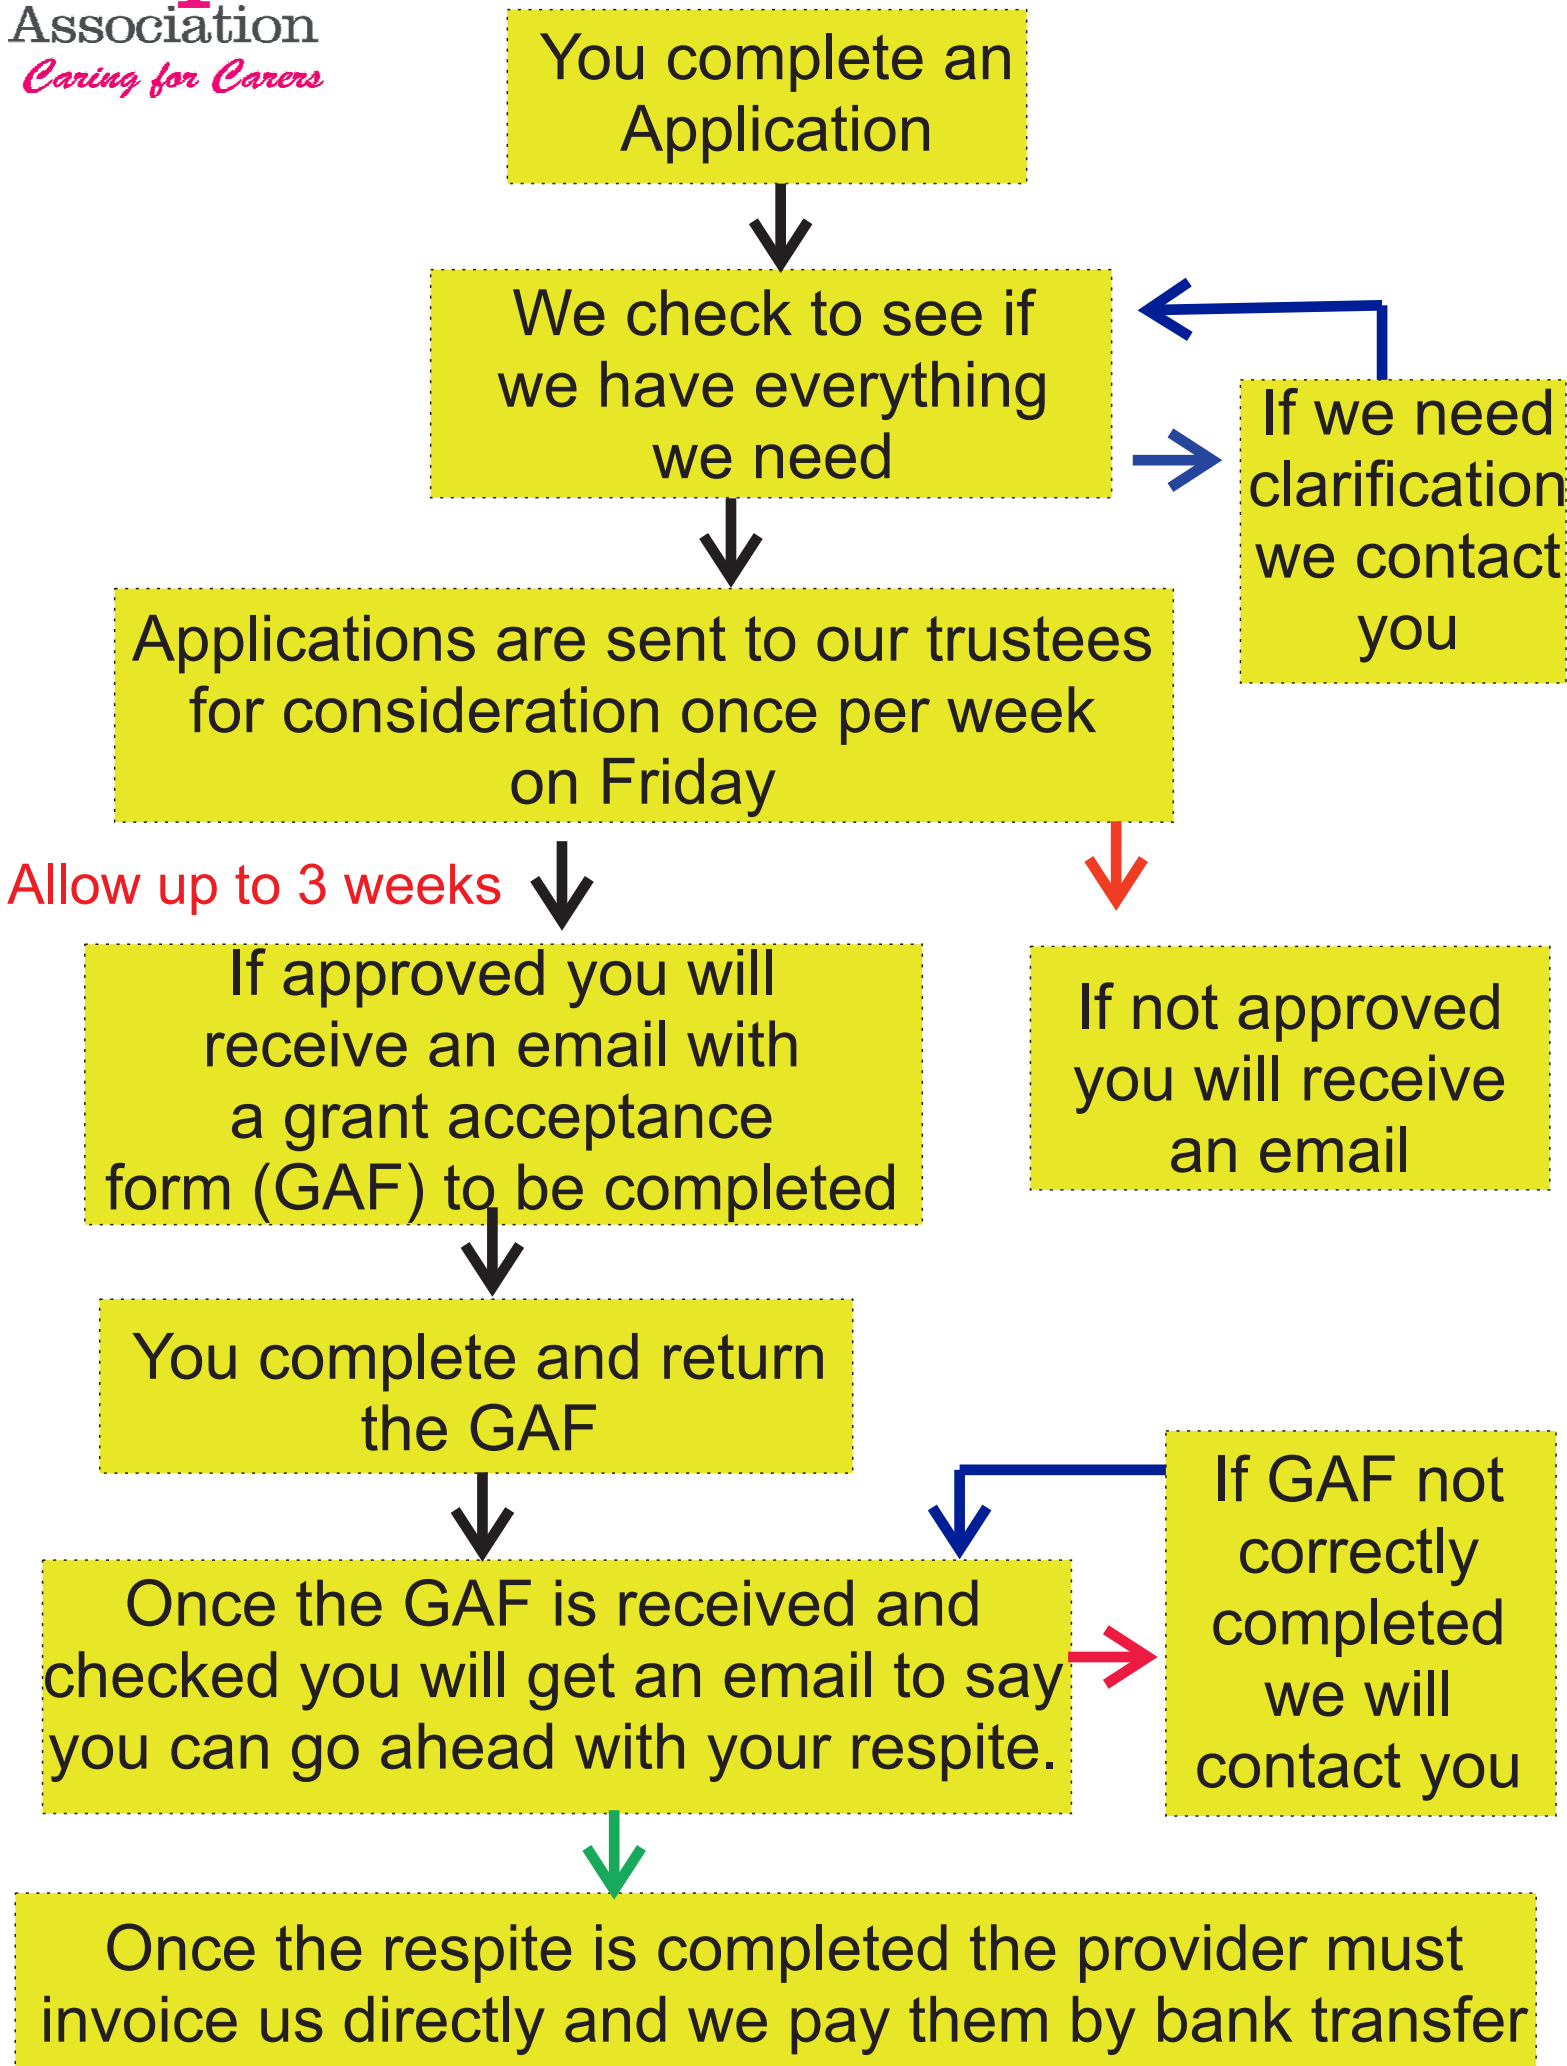 Association
Caring for Carers
You complete an
Application
We check to see if
we have everything
we need
If we need
clarification
we contact
you
Applications are sent to our trustees
for consideration once per week
on Friday
Allow up to 3 weeks
If approved you will
receive an email with
a grant acceptance
form (GAF) to be completed
If not approved
you will receive
an email
You complete and return
the GAF
Once the GAF is received and
checked you will get an email to say
you can go ahead with your respite.
If GAF not
correctly
completed
we will
contact you
Once the respite is completed the provider must
invoice us directly and we pay them by bank transfer